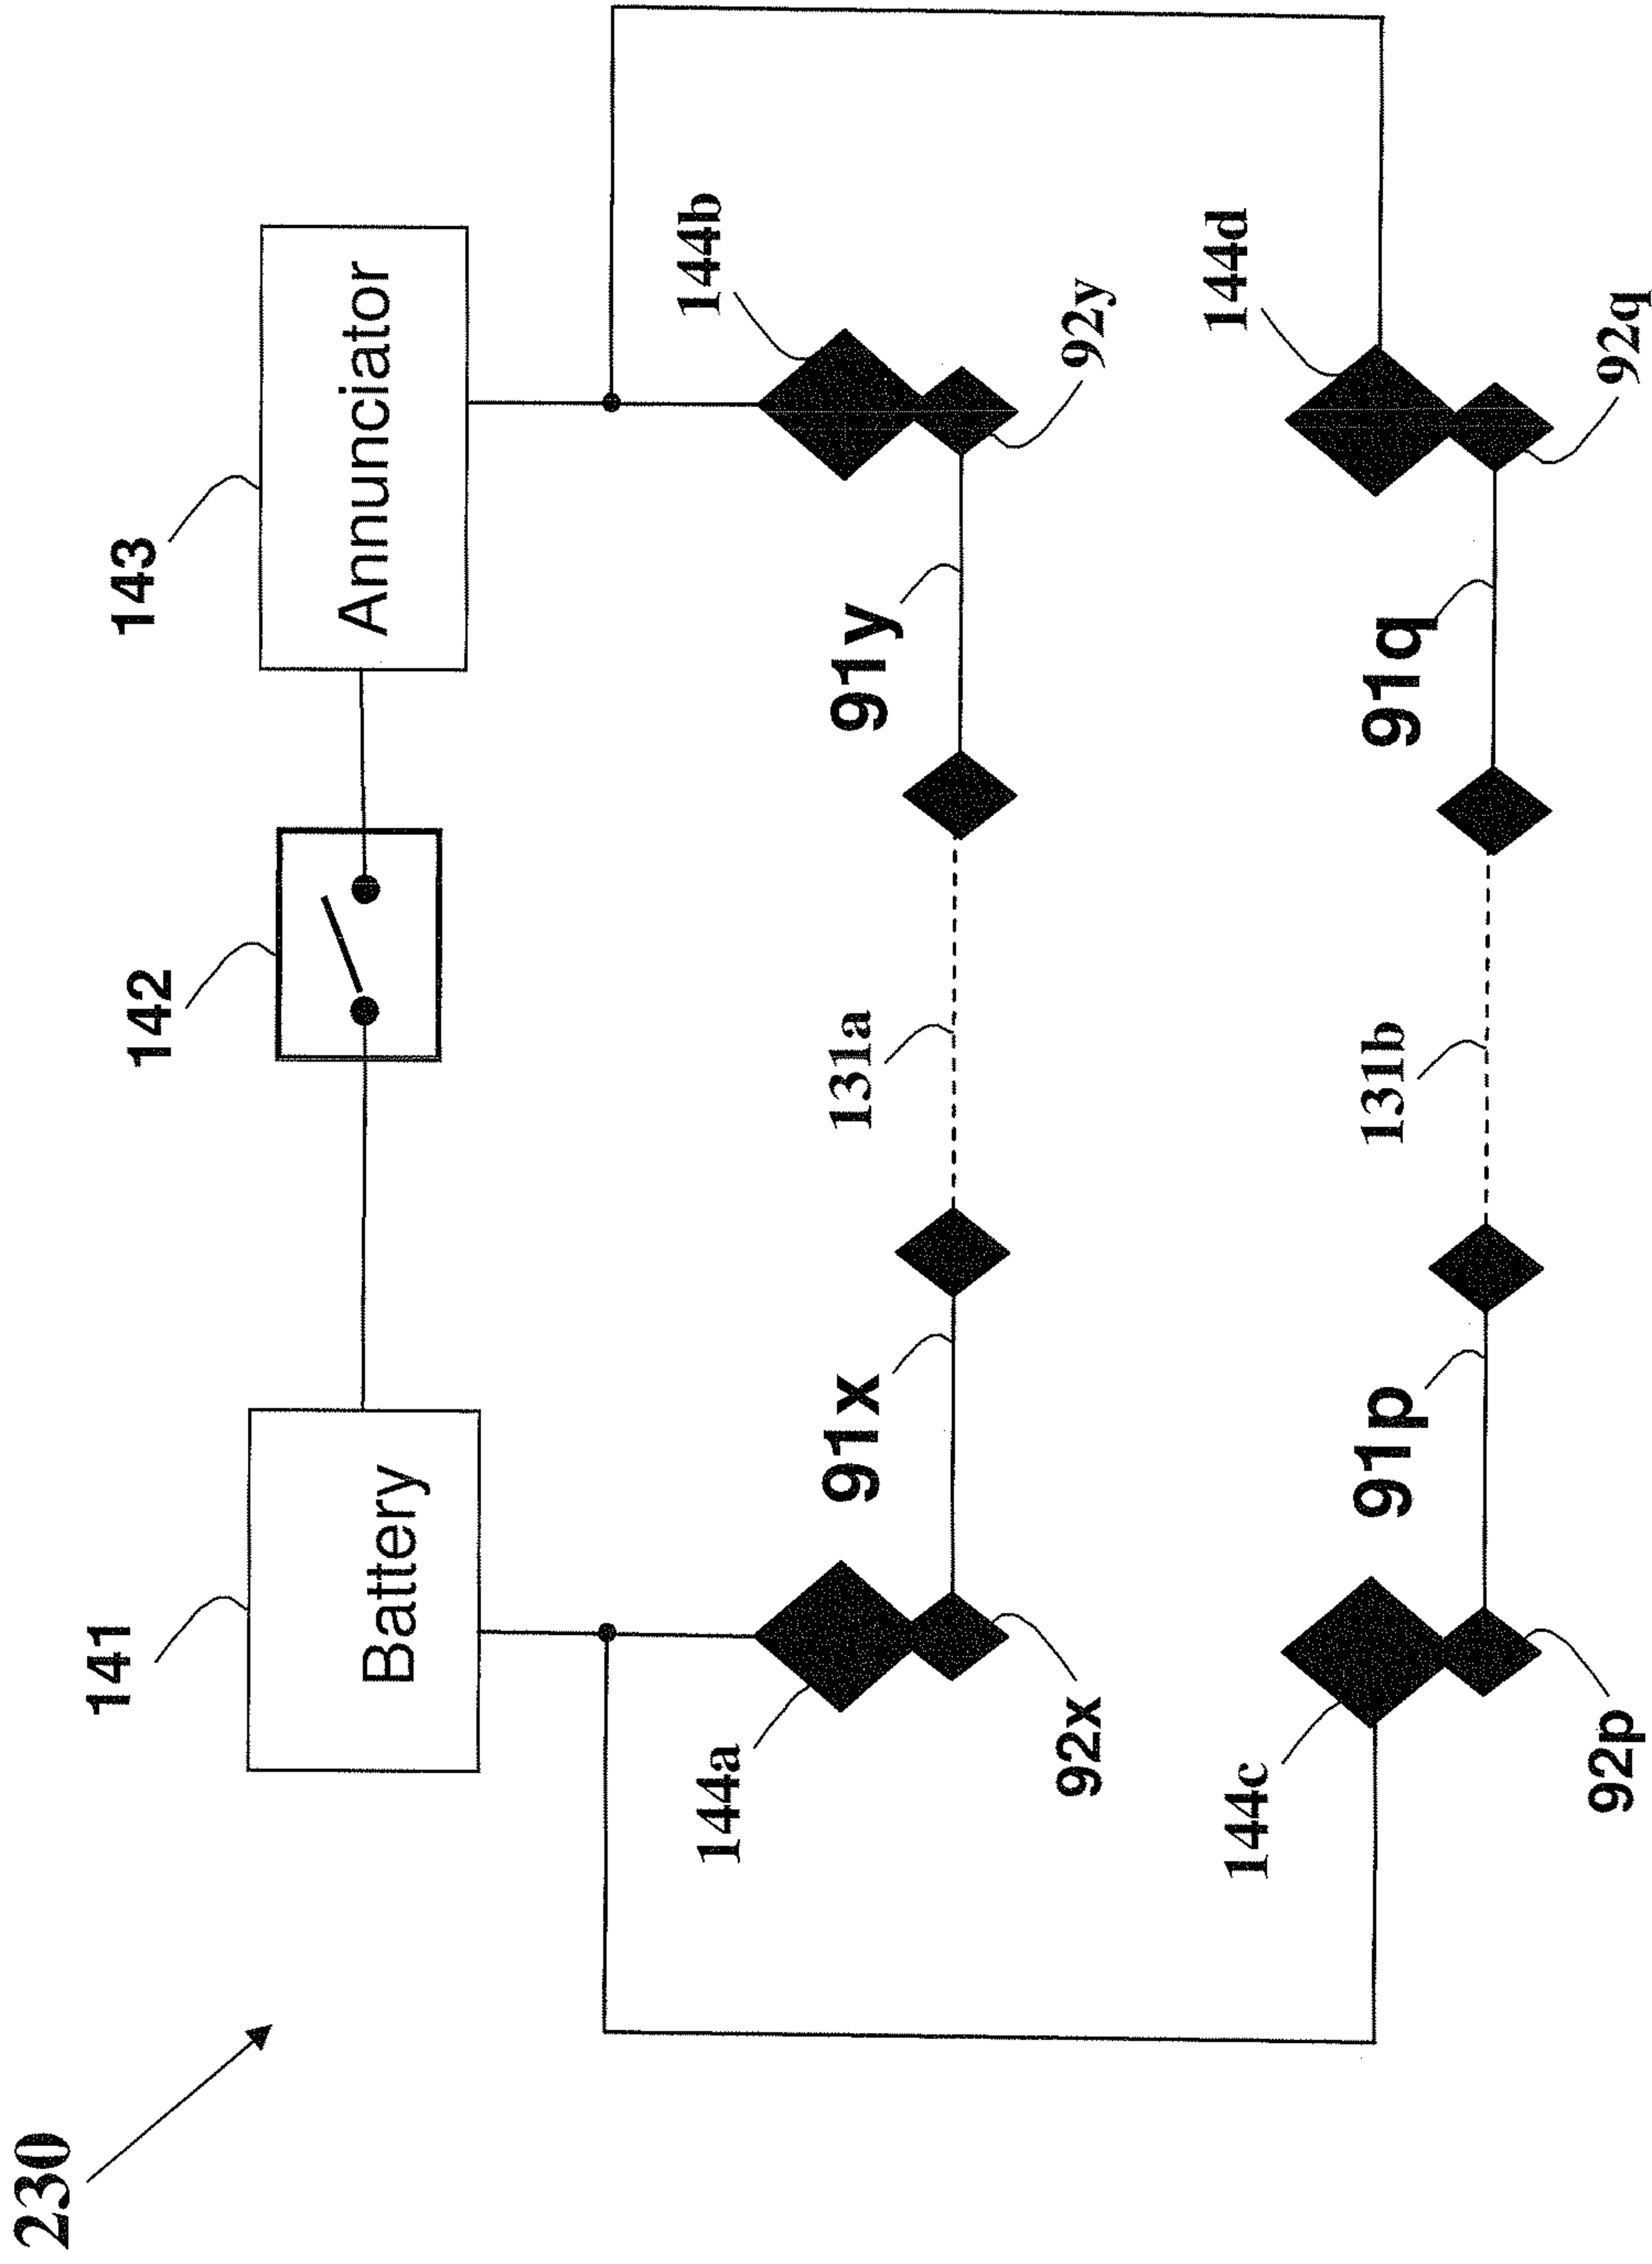 230
141
Battery
142
143
Annunciator
144a
92x
91x
131a
91y
144b
92y
144c
92p
91p
131b
91q
144d
92q